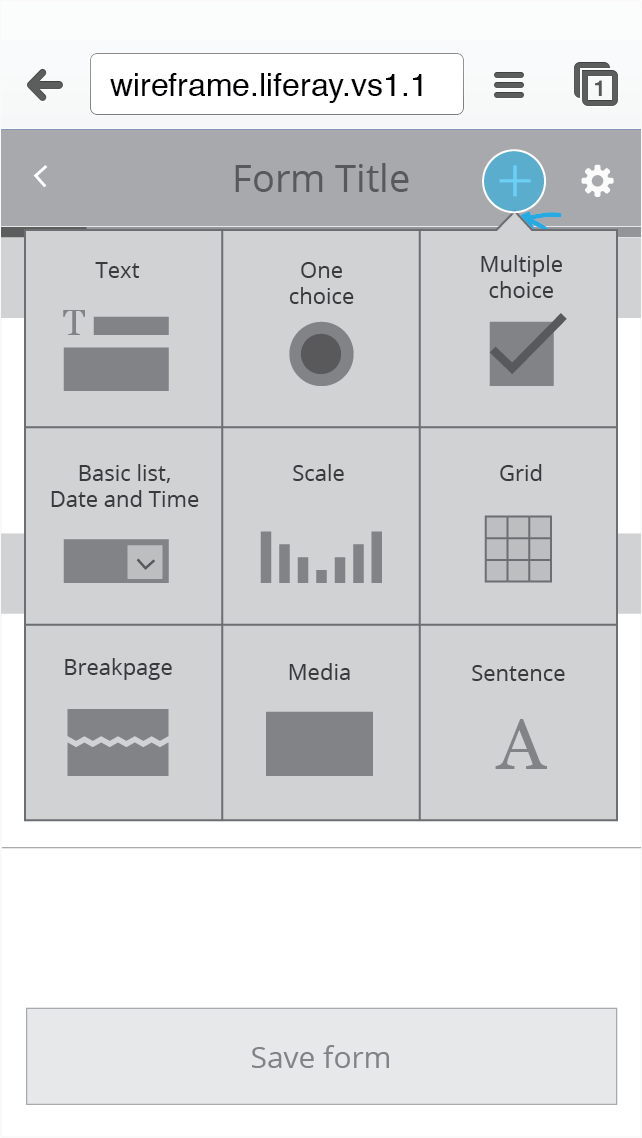 wireframe.liferay.vs1.1
1
Form Title
Text
One
choice
Multiple
choice
T
Basic list,
Date and Time
Scale
Grid
Breakpage
Media
Sentence
A
Save form